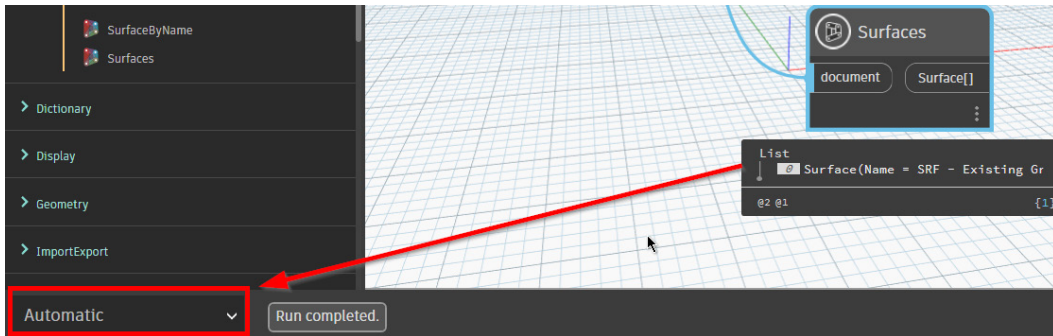 SurfaceByName
Surfaces
Dictionary
Display
Geometry
ImportExport
Automatic
Run completed.
Surfaces
document
Surface[]
List
0 Surface(Name = SRF - Existing Gr
@2 @1
{1}